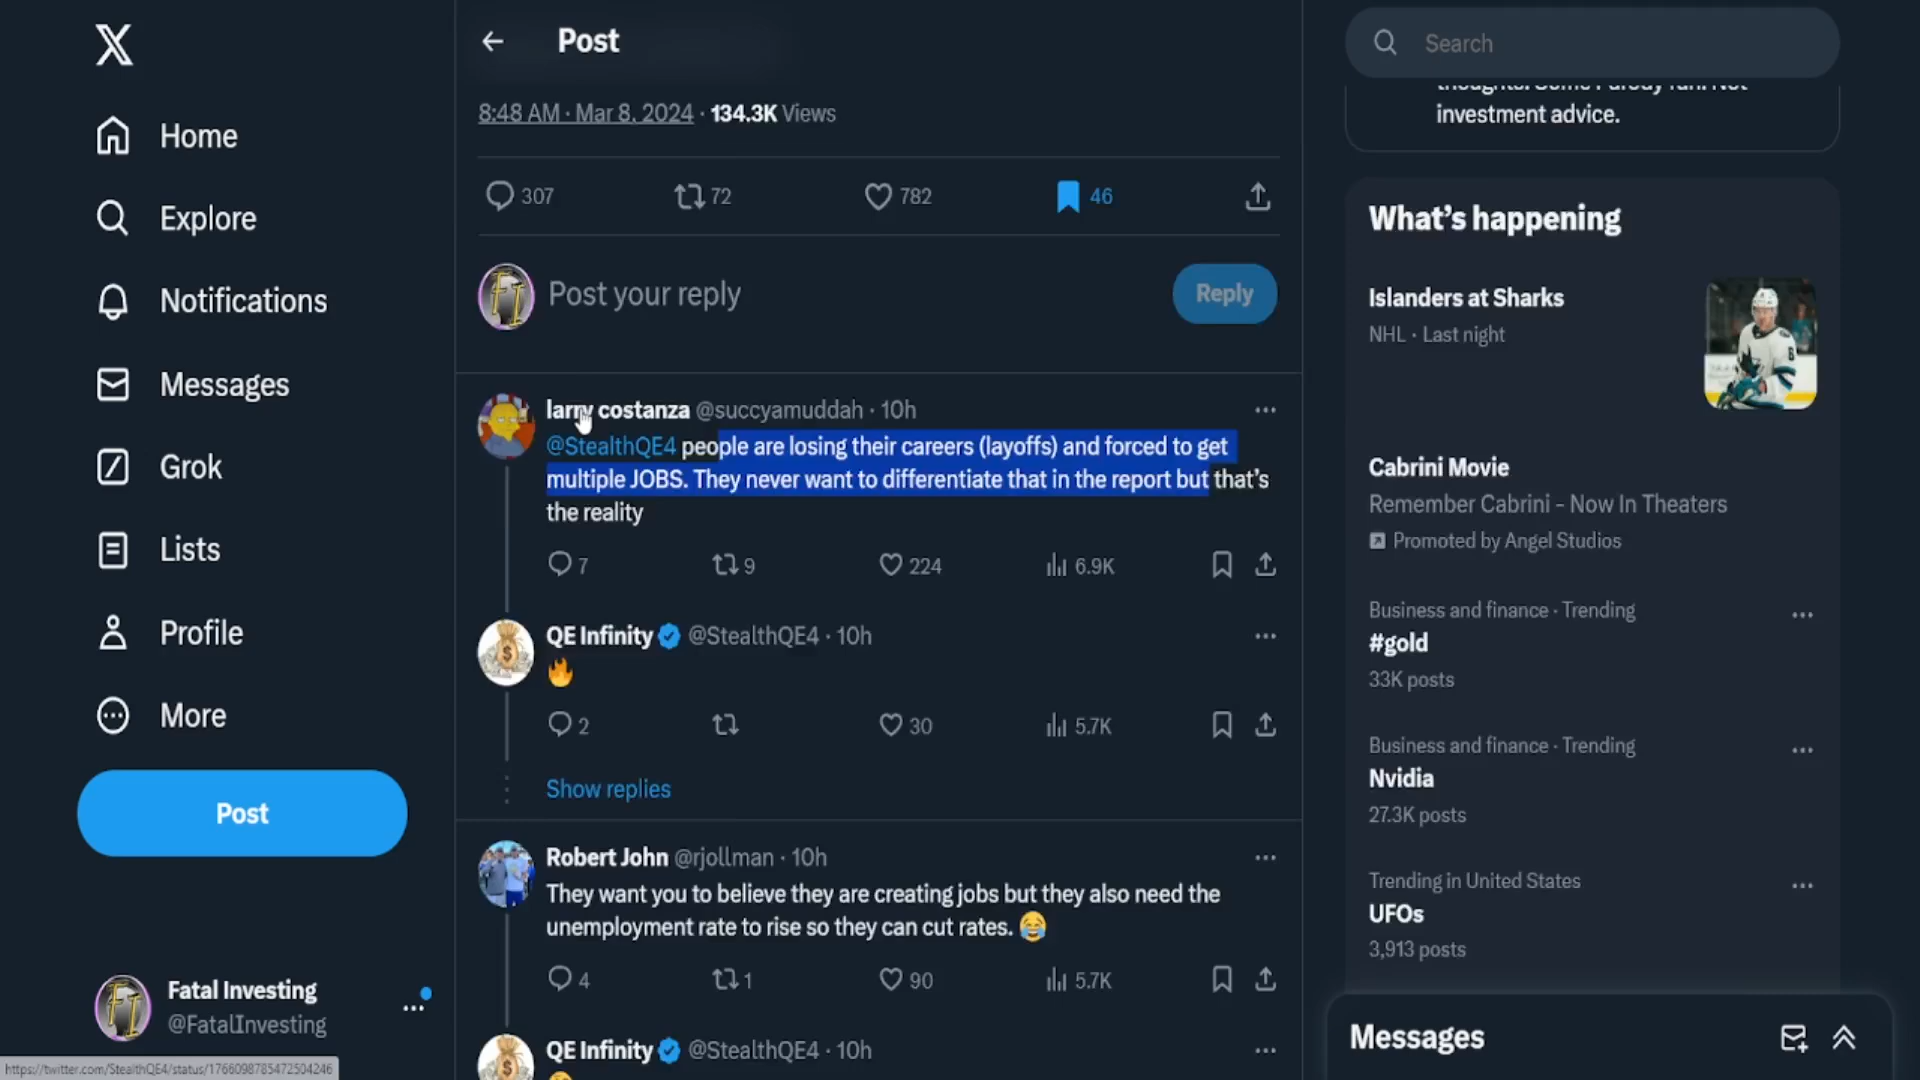 Home
Explore
Notifications
Messages
Grok
Lists
Profile
More
Post
Fatal Investing
@FatalInvesting
https://twitter.com/StealthQE4/status/1766098785472504246
Post
8:48 AM · Mar 8, 2024 · 134.3K Views
307 72 782 46
Post your reply
Reply
larry costanza @succyamuddah · 10h
@StealthQE4 people are losing their careers (layoffs) and forced to get
multiple JOBS. They never want to differentiate that in the report but that's
the reality
7 9 224 6.9K
QE Infinity @StealthQE4 · 10h
2 30 5.7K
Show replies
Robert John @rjollman · 10h
They want you to believe they are creating jobs but they also need the
unemployment rate to rise so they can cut rates.
4 1 90 5.7K
QE Infinity @StealthQE4 · 10h
Search
thoughts. Some Parody fun. Not
investment advice.
What's happening
Islanders at Sharks
NHL · Last night
Cabrini Movie
Remember Cabrini - Now In Theaters
Promoted by Angel Studios
Business and finance · Trending
#gold
33K posts
Business and finance · Trending
Nvidia
27.3K posts
Trending in United States
UFOs
3,913 posts
Messages